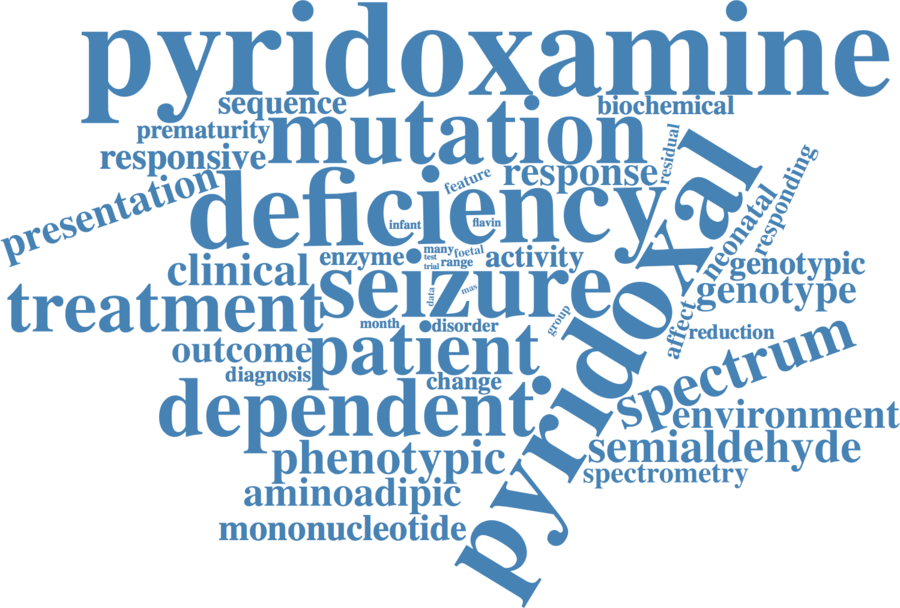 pyridoxamine
sequence
biochemical
prematurity
mutation
responsive
response
residual
presentation
deficiency
feature
infant
flavin
pyridoxal
neonatal
responding
clinical
enzyme
many
foetal
test
range
trial
activity
genotypic
treatment
seizure
data
mas
genotype
month
disorder
group
affect
reduction
outcome
patient
diagnosis
change
spectrum
dependent
environment
phenotypic
semialdehyde
spectrometry
aminoadipic
mononucleotide